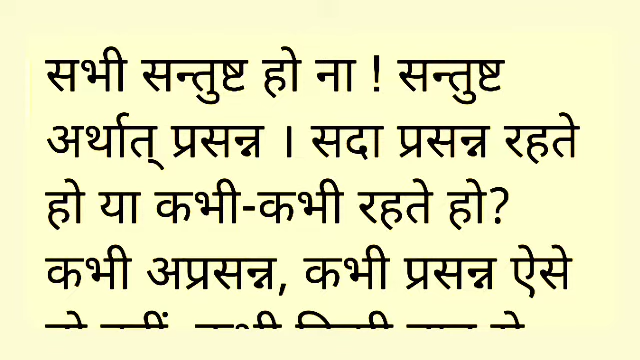 सभी सन्तुष्ट हो ना ! सन्तुष्ट
अर्थात् प्रसन्न । सदा प्रसन्न रहते
हो या कभी-कभी रहते हो?
कभी अप्रसन्न, कभी प्रसन्न ऐसे